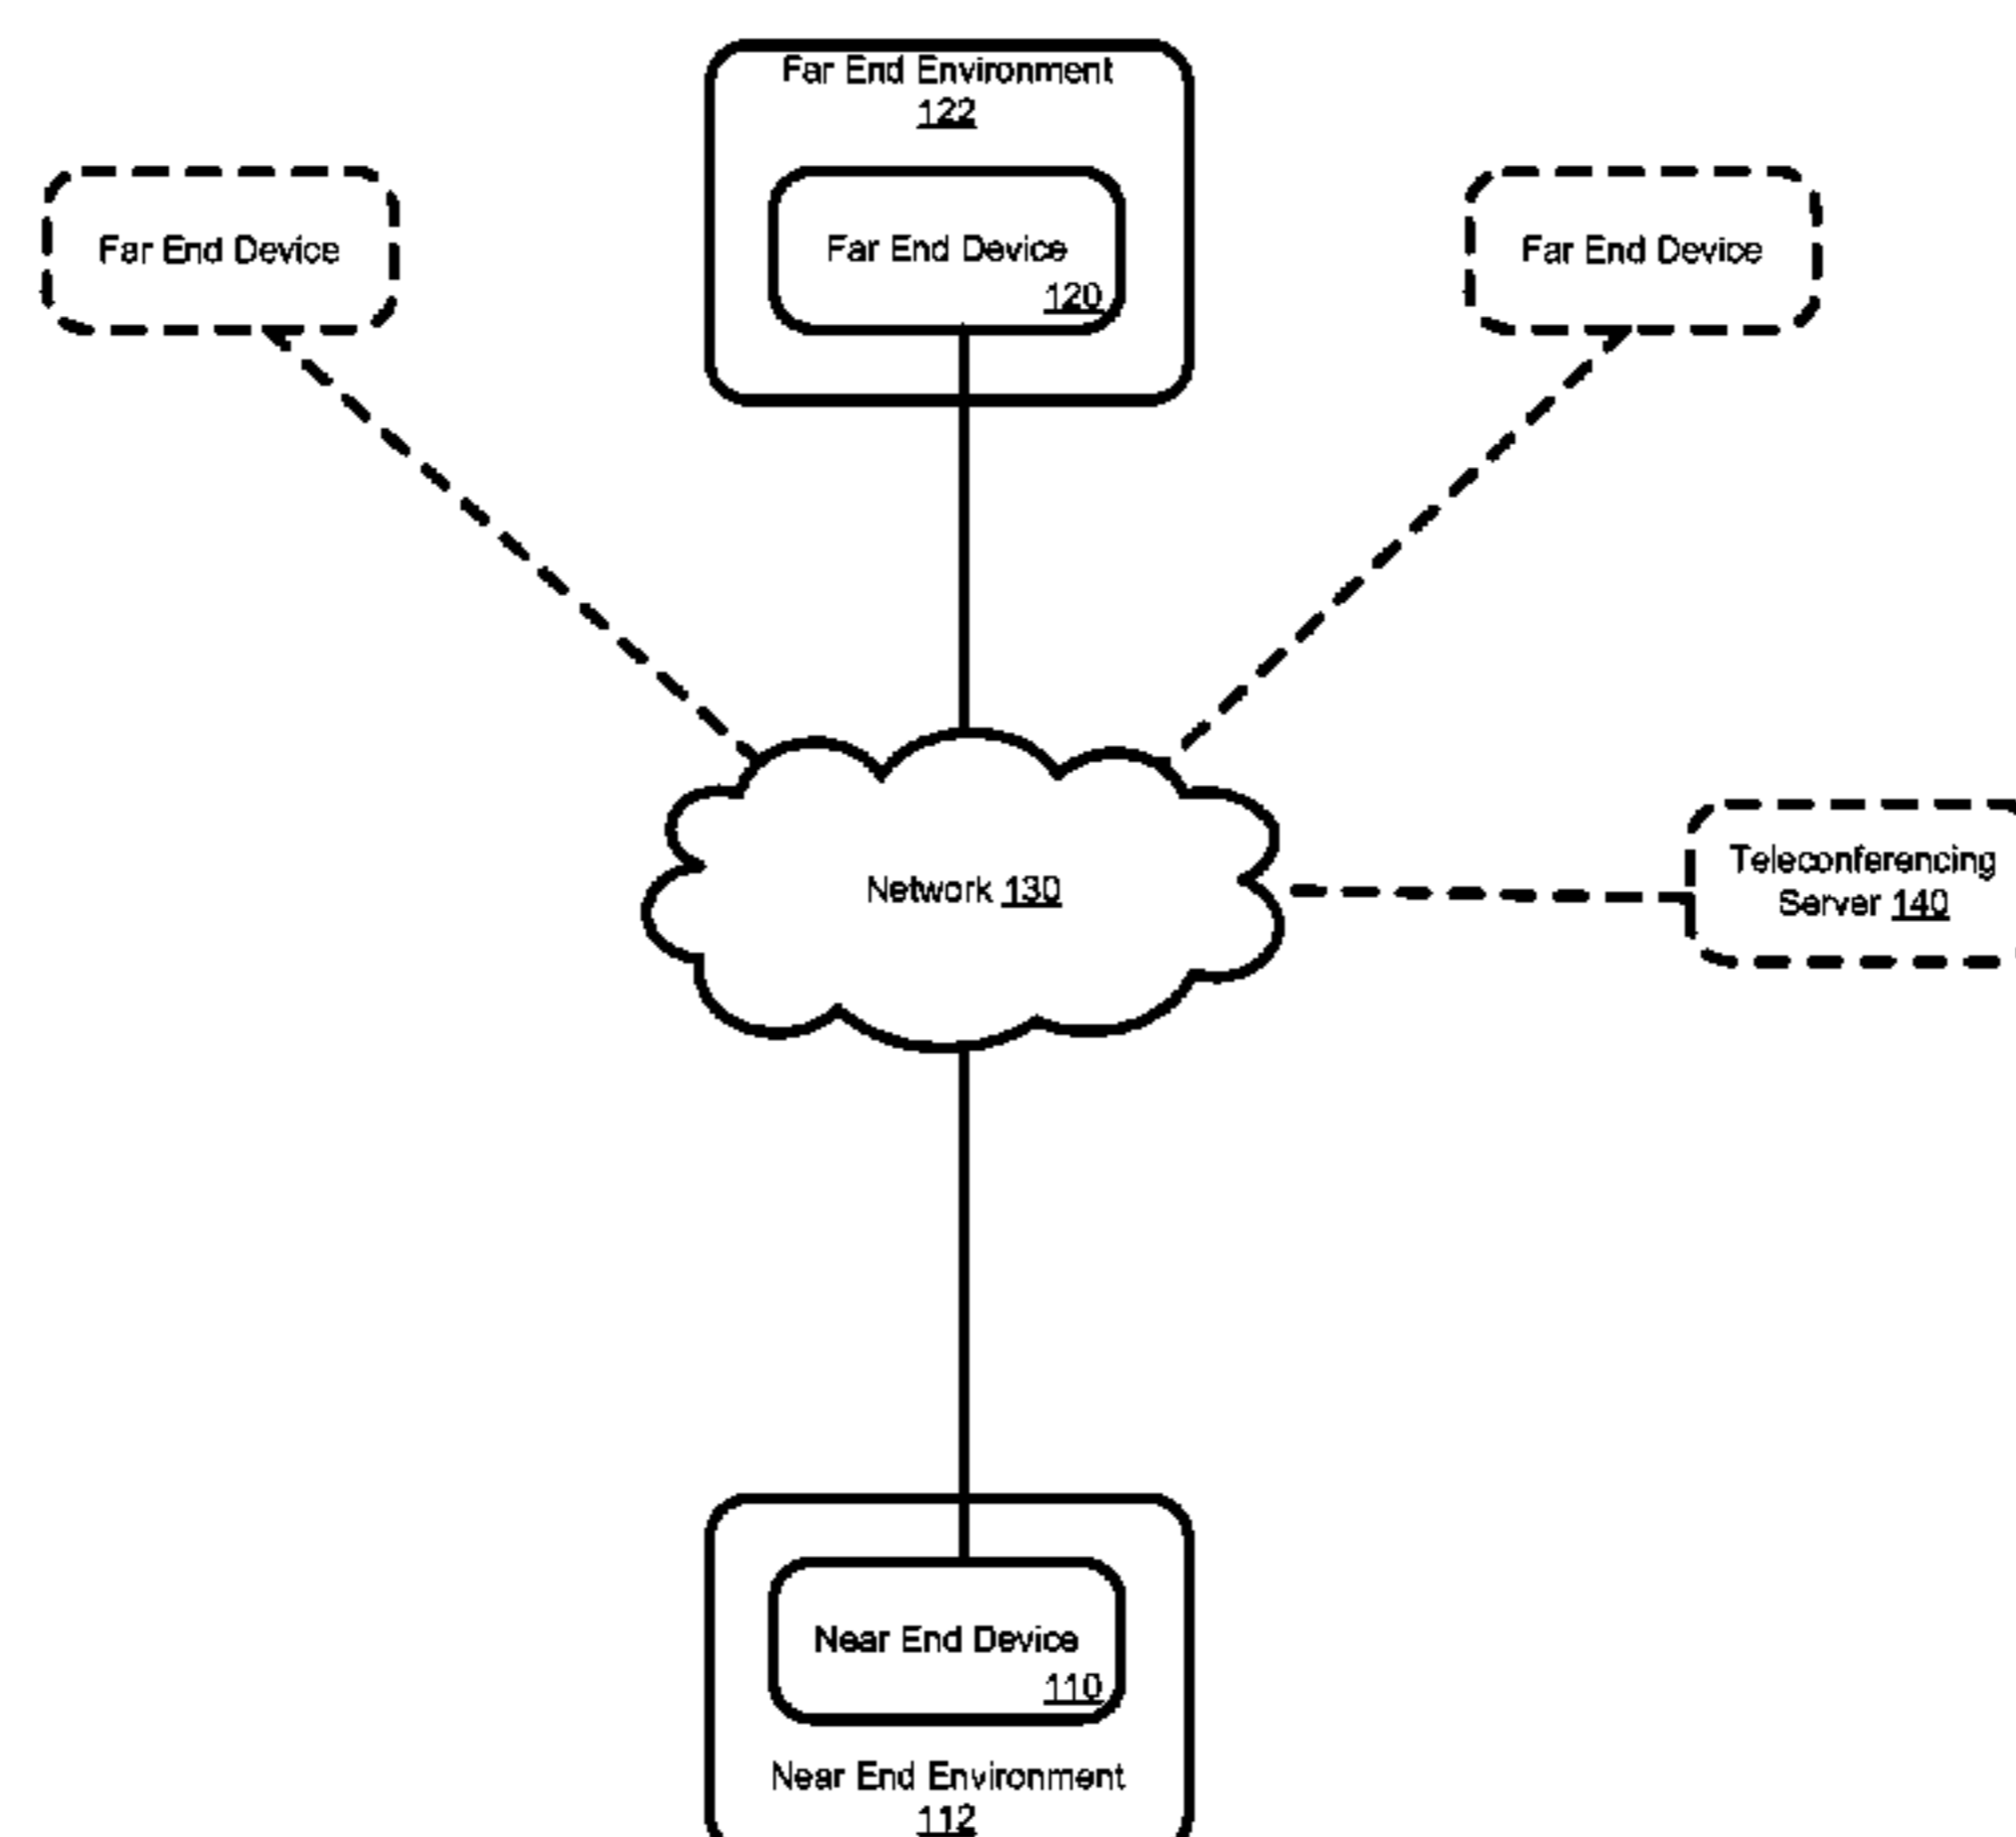 Far End Environment
122
Far End Device
Far End Device
120
Far End Device
Network 130
Teleconferencing
Server 140
Near End Device
110
Near End Environment
112